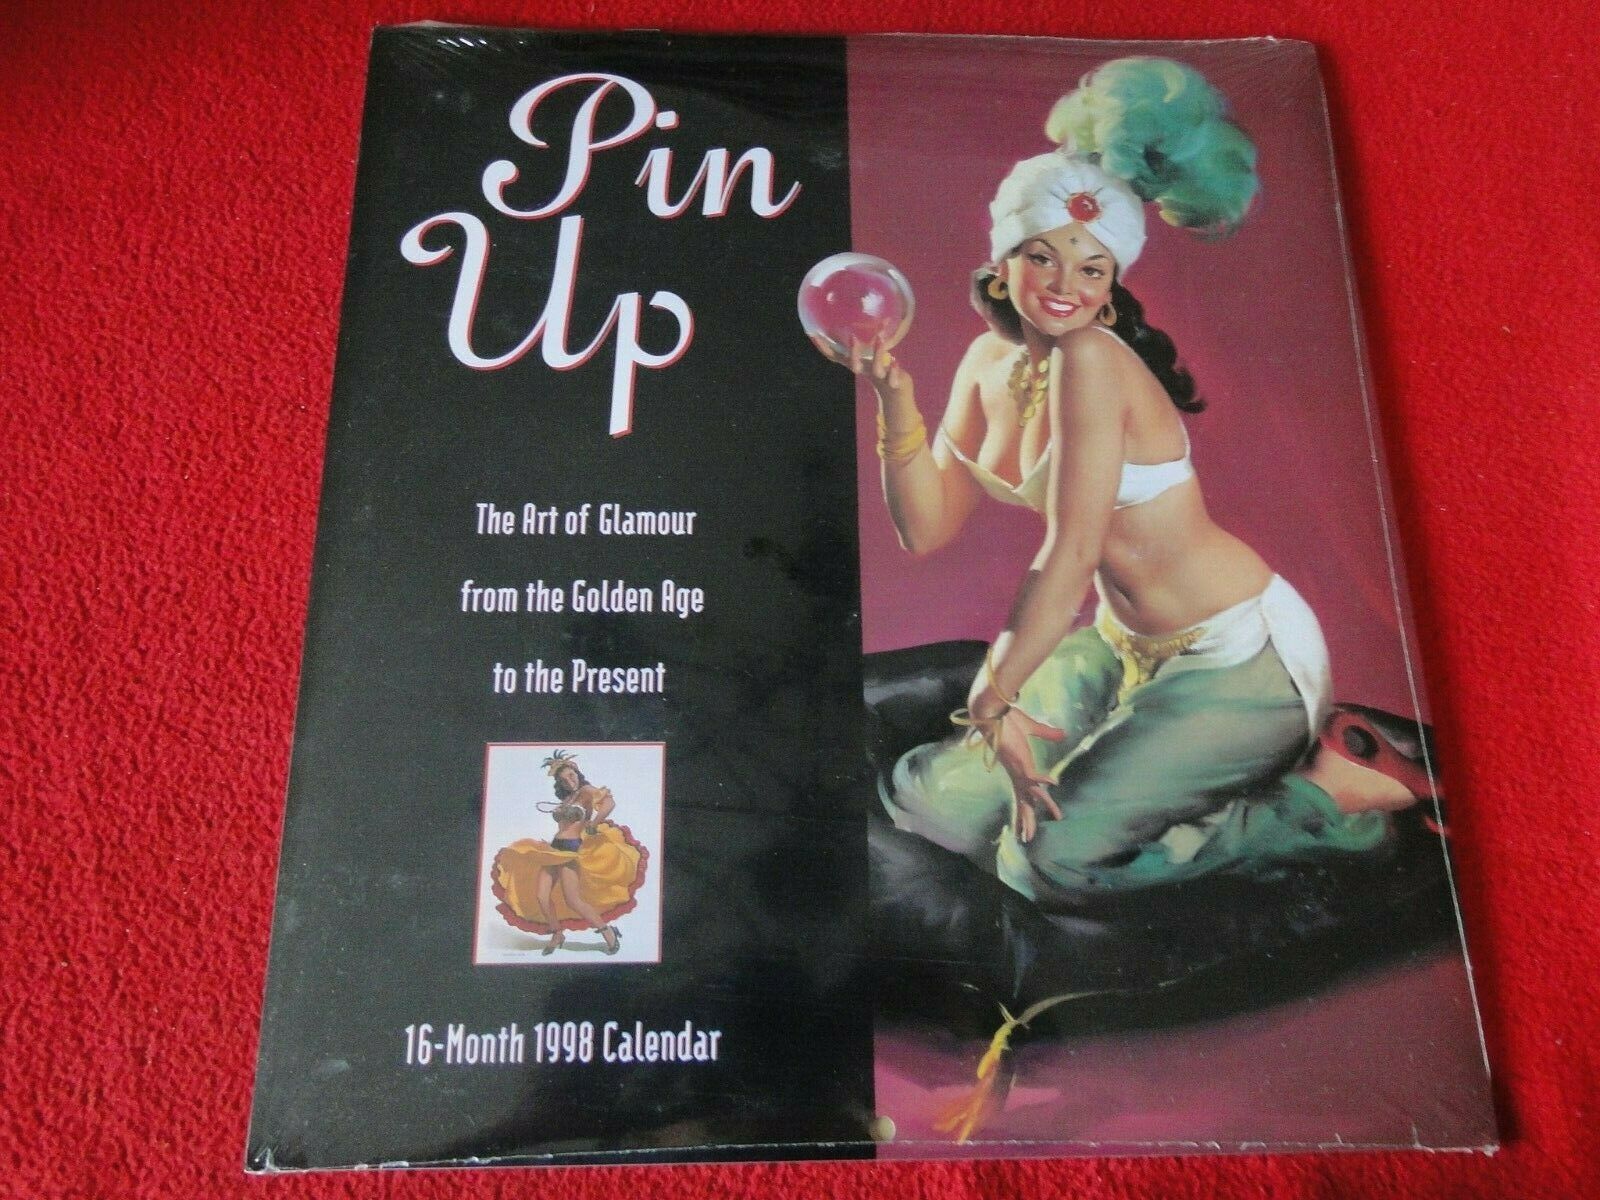 Pin
Up
The Art of Glamour
from the Golden Age
to the Present
16-Month 1998 Calendar